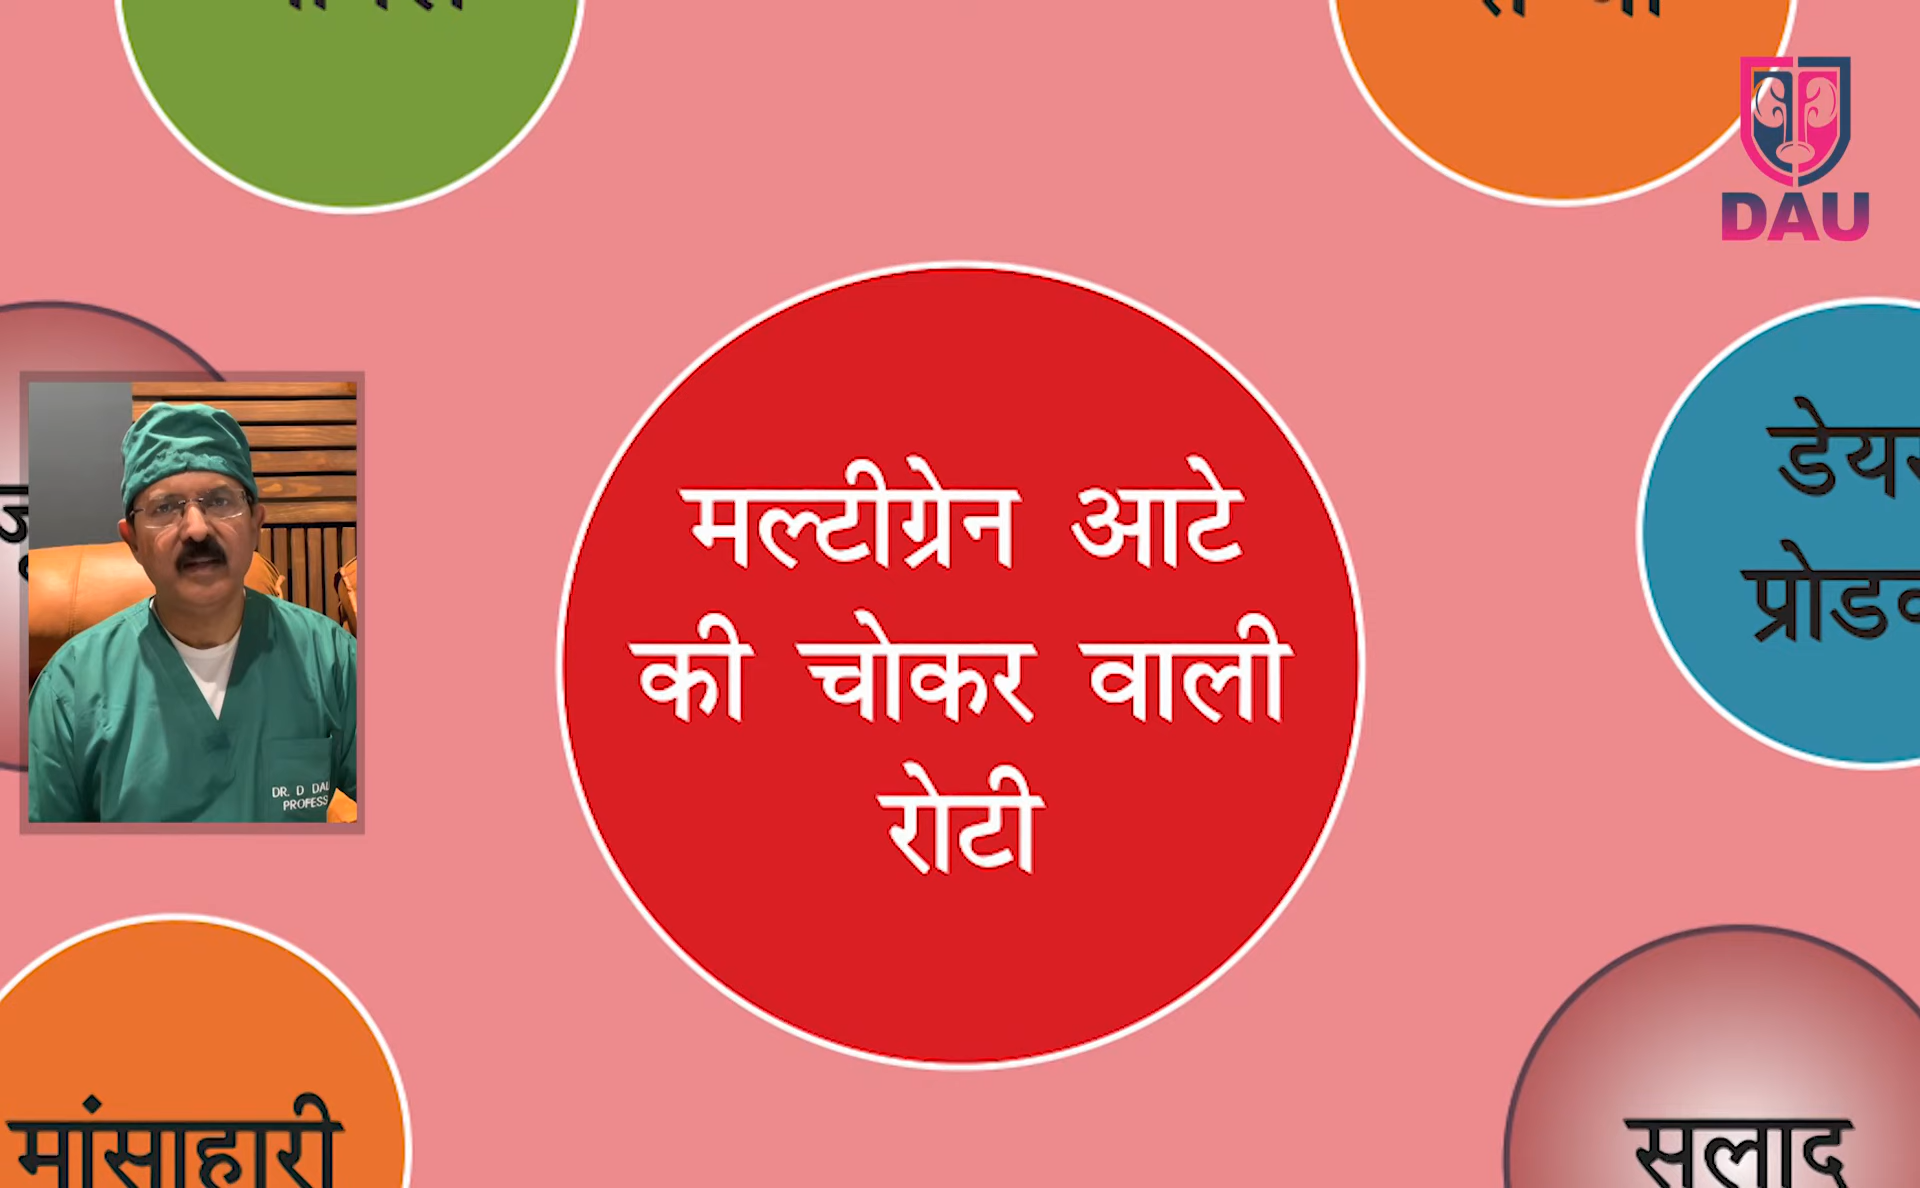 DAU
मल्टीग्रेन आटे
की चोकर वाली
रोटी
DR. D DAU
PROFESS
मांसाहारी
सलाद